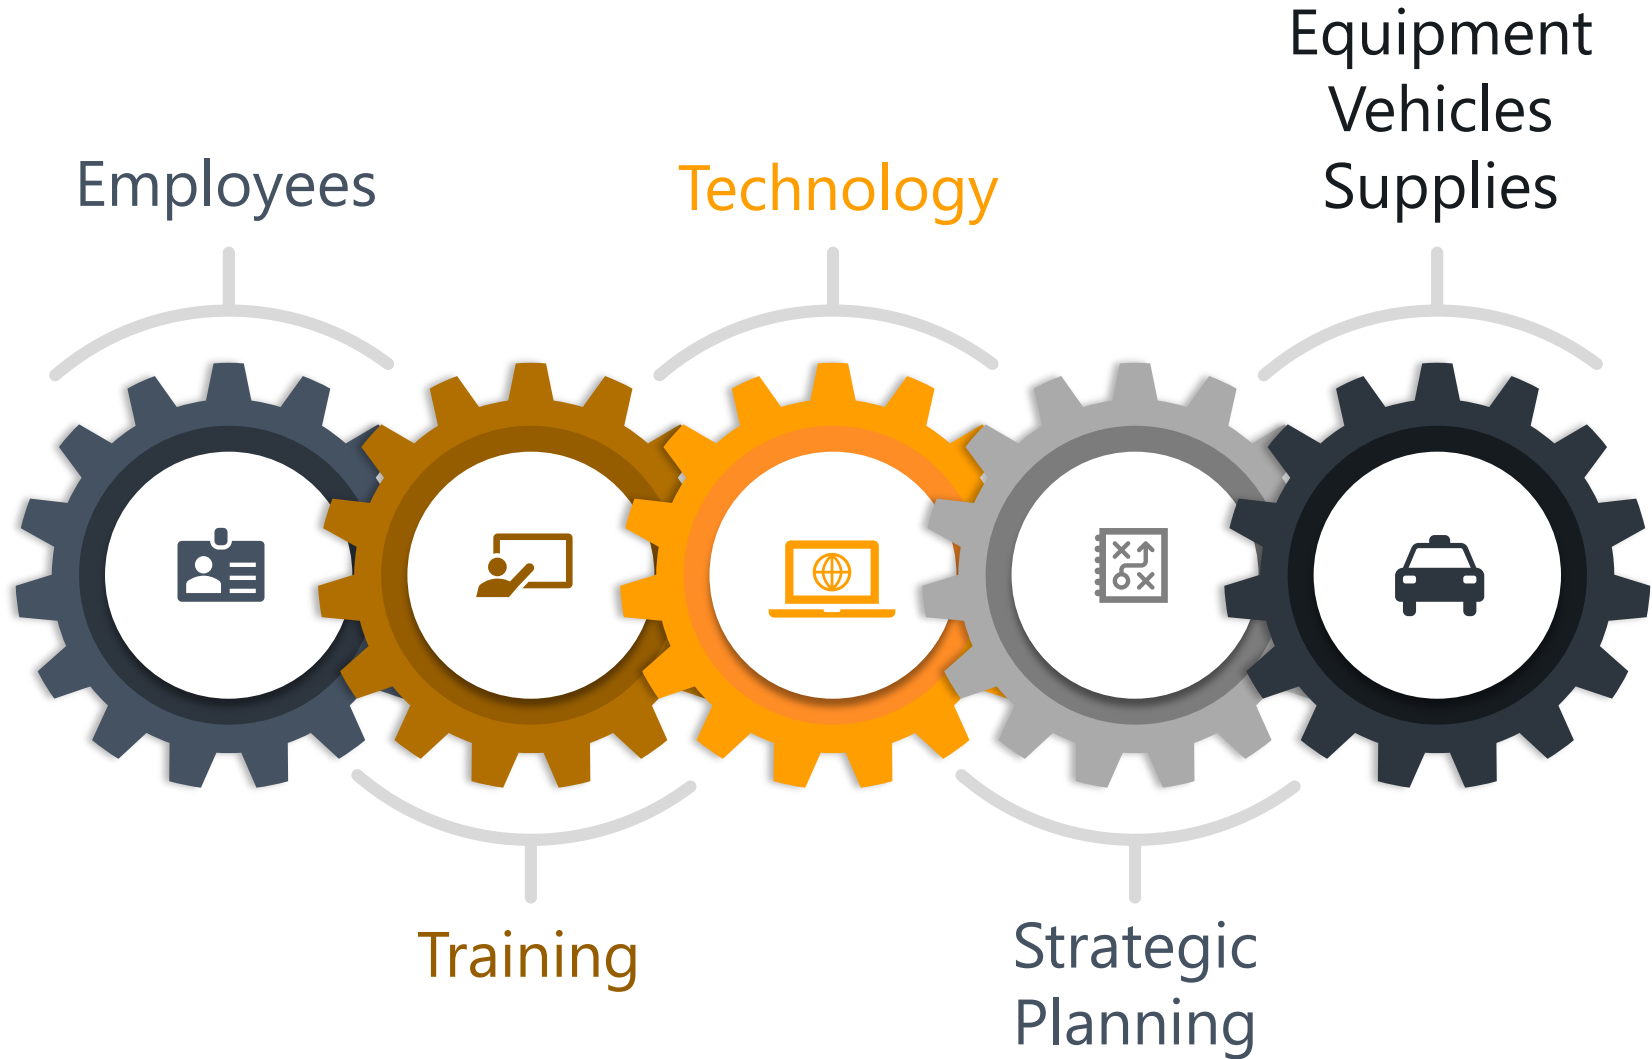 Employees
Training
Technology
Strategic
Planning
Equipment
Vehicles
Supplies